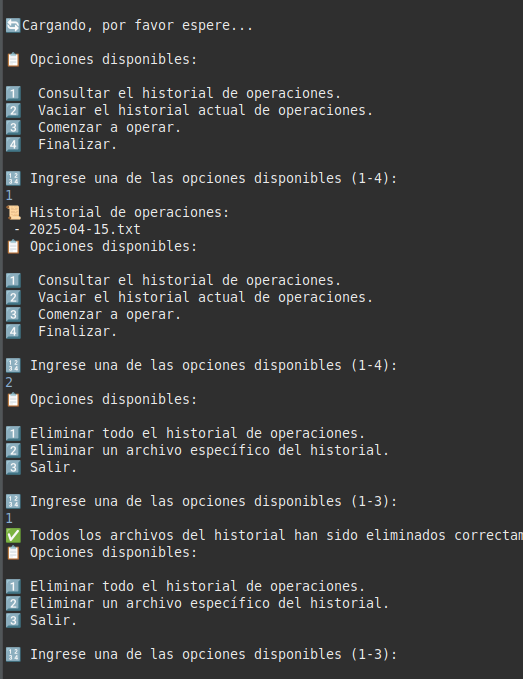 🔄Cargando, por favor espere...
📋 Opciones disponibles:
1️⃣ Consultar el historial de operaciones.
2️⃣ Vaciar el historial actual de operaciones.
3️⃣ Comenzar a operar.
4️⃣ Finalizar.
🔢 Ingrese una de las opciones disponibles (1-4):
1
📜 Historial de operaciones:
- 2025-04-15.txt
📋 Opciones disponibles:
1️⃣ Consultar el historial de operaciones.
2️⃣ Vaciar el historial actual de operaciones.
3️⃣ Comenzar a operar.
4️⃣ Finalizar.
🔢 Ingrese una de las opciones disponibles (1-4):
2
📋 Opciones disponibles:
1️⃣ Eliminar todo el historial de operaciones.
2️⃣ Eliminar un archivo específico del historial.
3️⃣ Salir.
🔢 Ingrese una de las opciones disponibles (1-3):
1
✅ Todos los archivos del historial han sido eliminados correctam
📋 Opciones disponibles:
1️⃣ Eliminar todo el historial de operaciones.
2️⃣ Eliminar un archivo específico del historial.
3️⃣ Salir.
🔢 Ingrese una de las opciones disponibles (1-3):